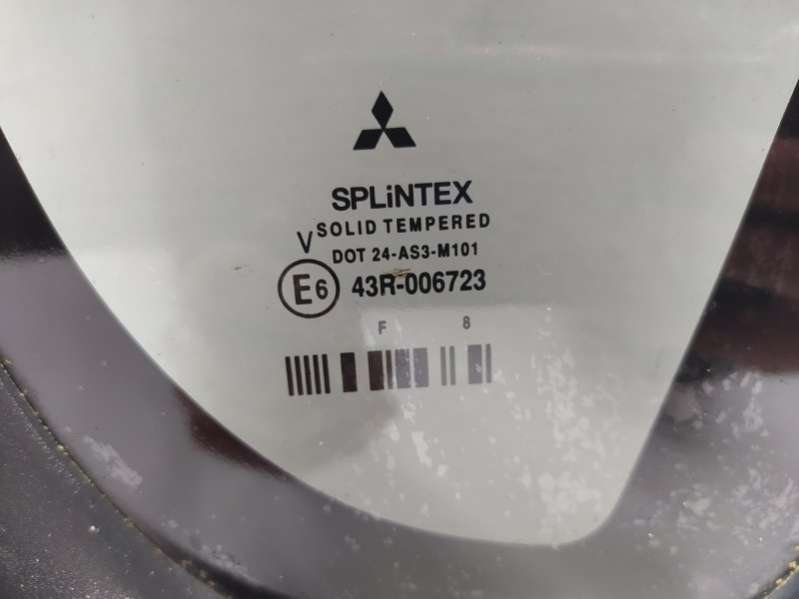 SPLiNTEX
SOLID TEMPERED
V
DOT 24-AS3-M101
E6 43R-006723
F 8